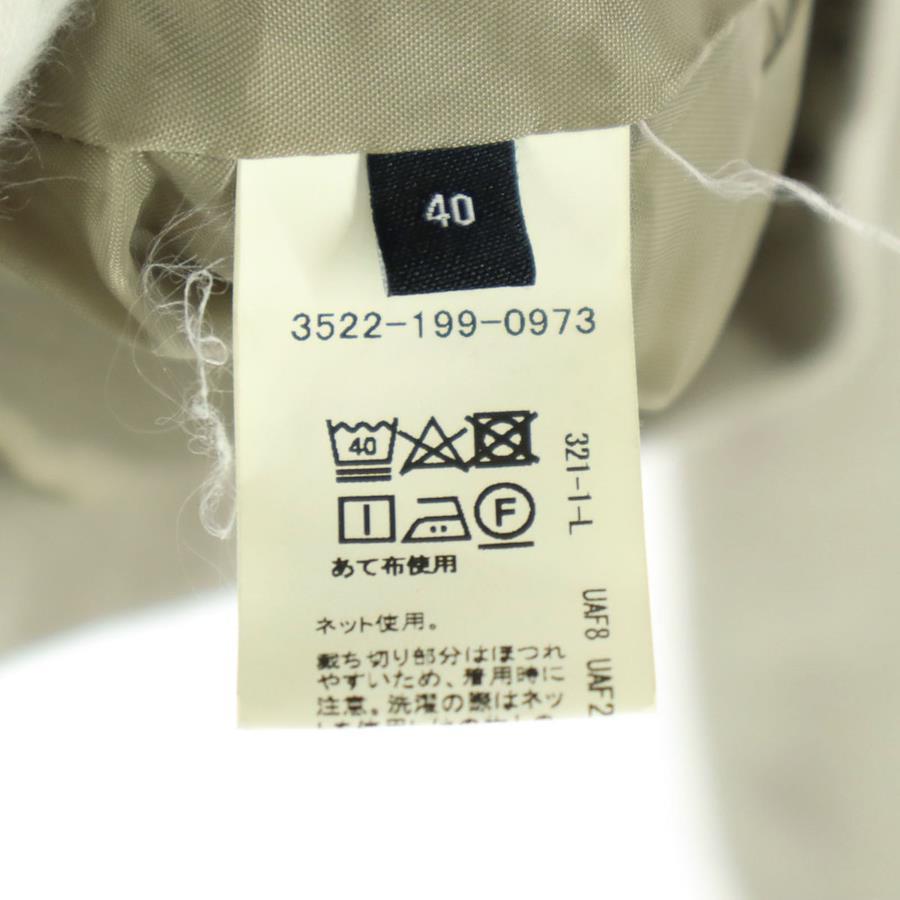 40
3522-199-0973
40
F
あて布使用
ネット使用。
裁ち切り部分はほつれ
やすいため、着用時に
注意。洗濯の際はネッ
321-1-L
UAF8 UAF2